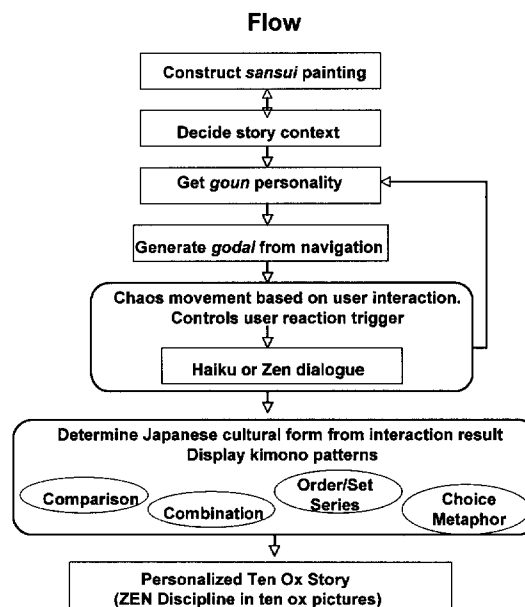 Flow
Construct sansui painting
Decide story context
Get goun personality
Generate godal from navigation
Chaos movement based on user interaction.
Controls user reaction trigger
Haiku or Zen dialogue
Determine Japanese cultural form from interaction result
Display kimono patterns
Comparison
Combination
Order/Set
Series
Choice
Metaphor
Personalized Ten Ox Story
(ZEN Discipline in ten ox pictures)